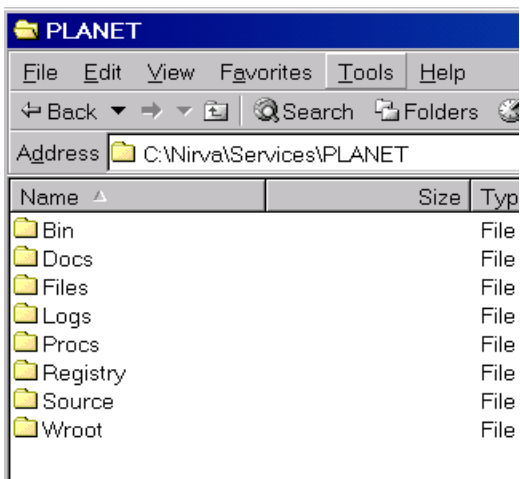 PLANET
File Edit View Favorites Tools Help
Back Search Folders
Address C:\Nirva\Services\PLANET
Name Size Typ
Bin File
Docs File
Files File
Logs File
Procs File
Registry File
Source File
Wroot File